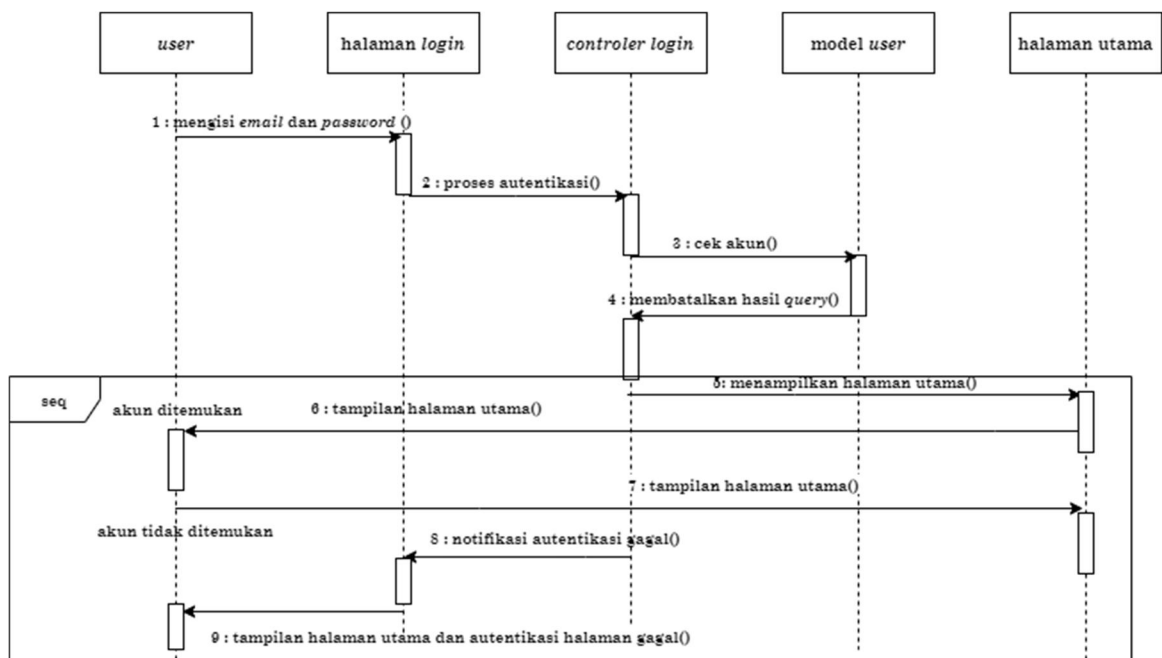 user
halaman login
controler login
model user
halaman utama
1 : mengisi email dan password ()
2 : proses autentikasi()
3 : cek akun()
4 : membatalkan hasil query()
seq
5: menampilkan halaman utama()
akun ditemukan
6 : tampilan halaman utama()
7 : tampilan halaman utama()
akun tidak ditemukan
8 : notifikasi autentikasi gagal()
9 : tampilan halaman utama dan autentikasi halaman gagal()